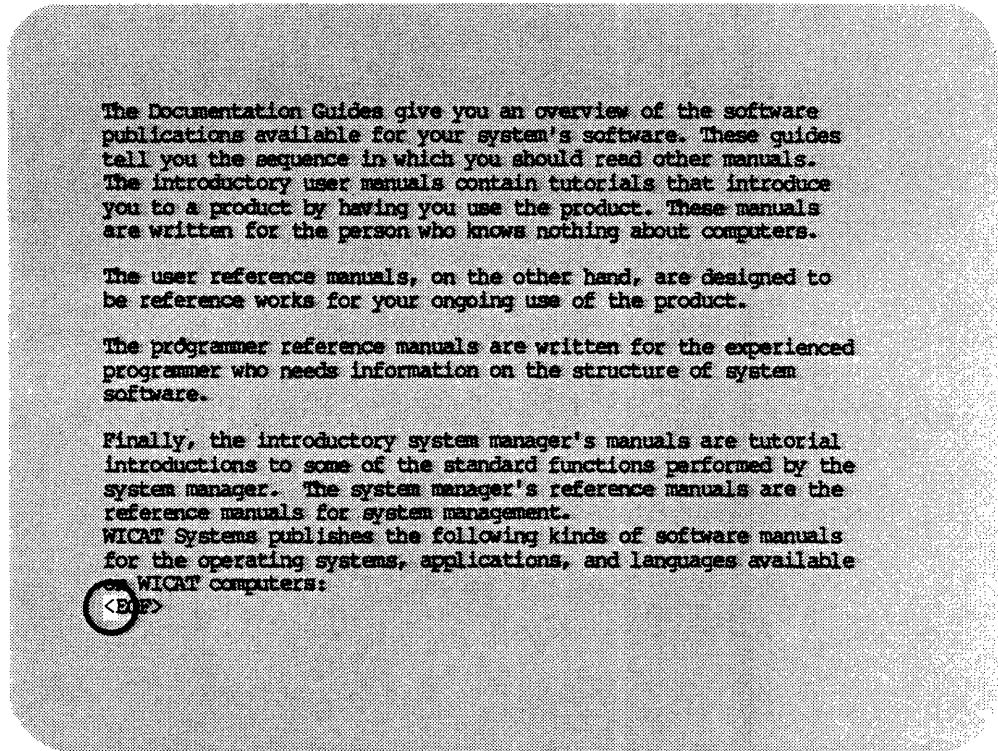 The Documentation Guides give you an overview of the software
publications available for your system's software. These guides
tell you the sequence in which you should read other manuals.
The introductory user manuals contain tutorials that introduce
you to a product by having you use the product. These manuals
are written for the person who knows nothing about computers.
The user reference manuals, on the other hand, are designed to
be reference works for your ongoing use of the product.
The programmer reference manuals are written for the experienced
programmer who needs information on the structure of system
software.
Finally, the introductory system manager's manuals are tutorial
introductions to some of the standard functions performed by the
system manager.  The system manager's reference manuals are the
reference manuals for system management.
WICAT Systems publishes the following kinds of software manuals
for the operating systems, applications, and languages available
on WICAT computers:
<EOF>